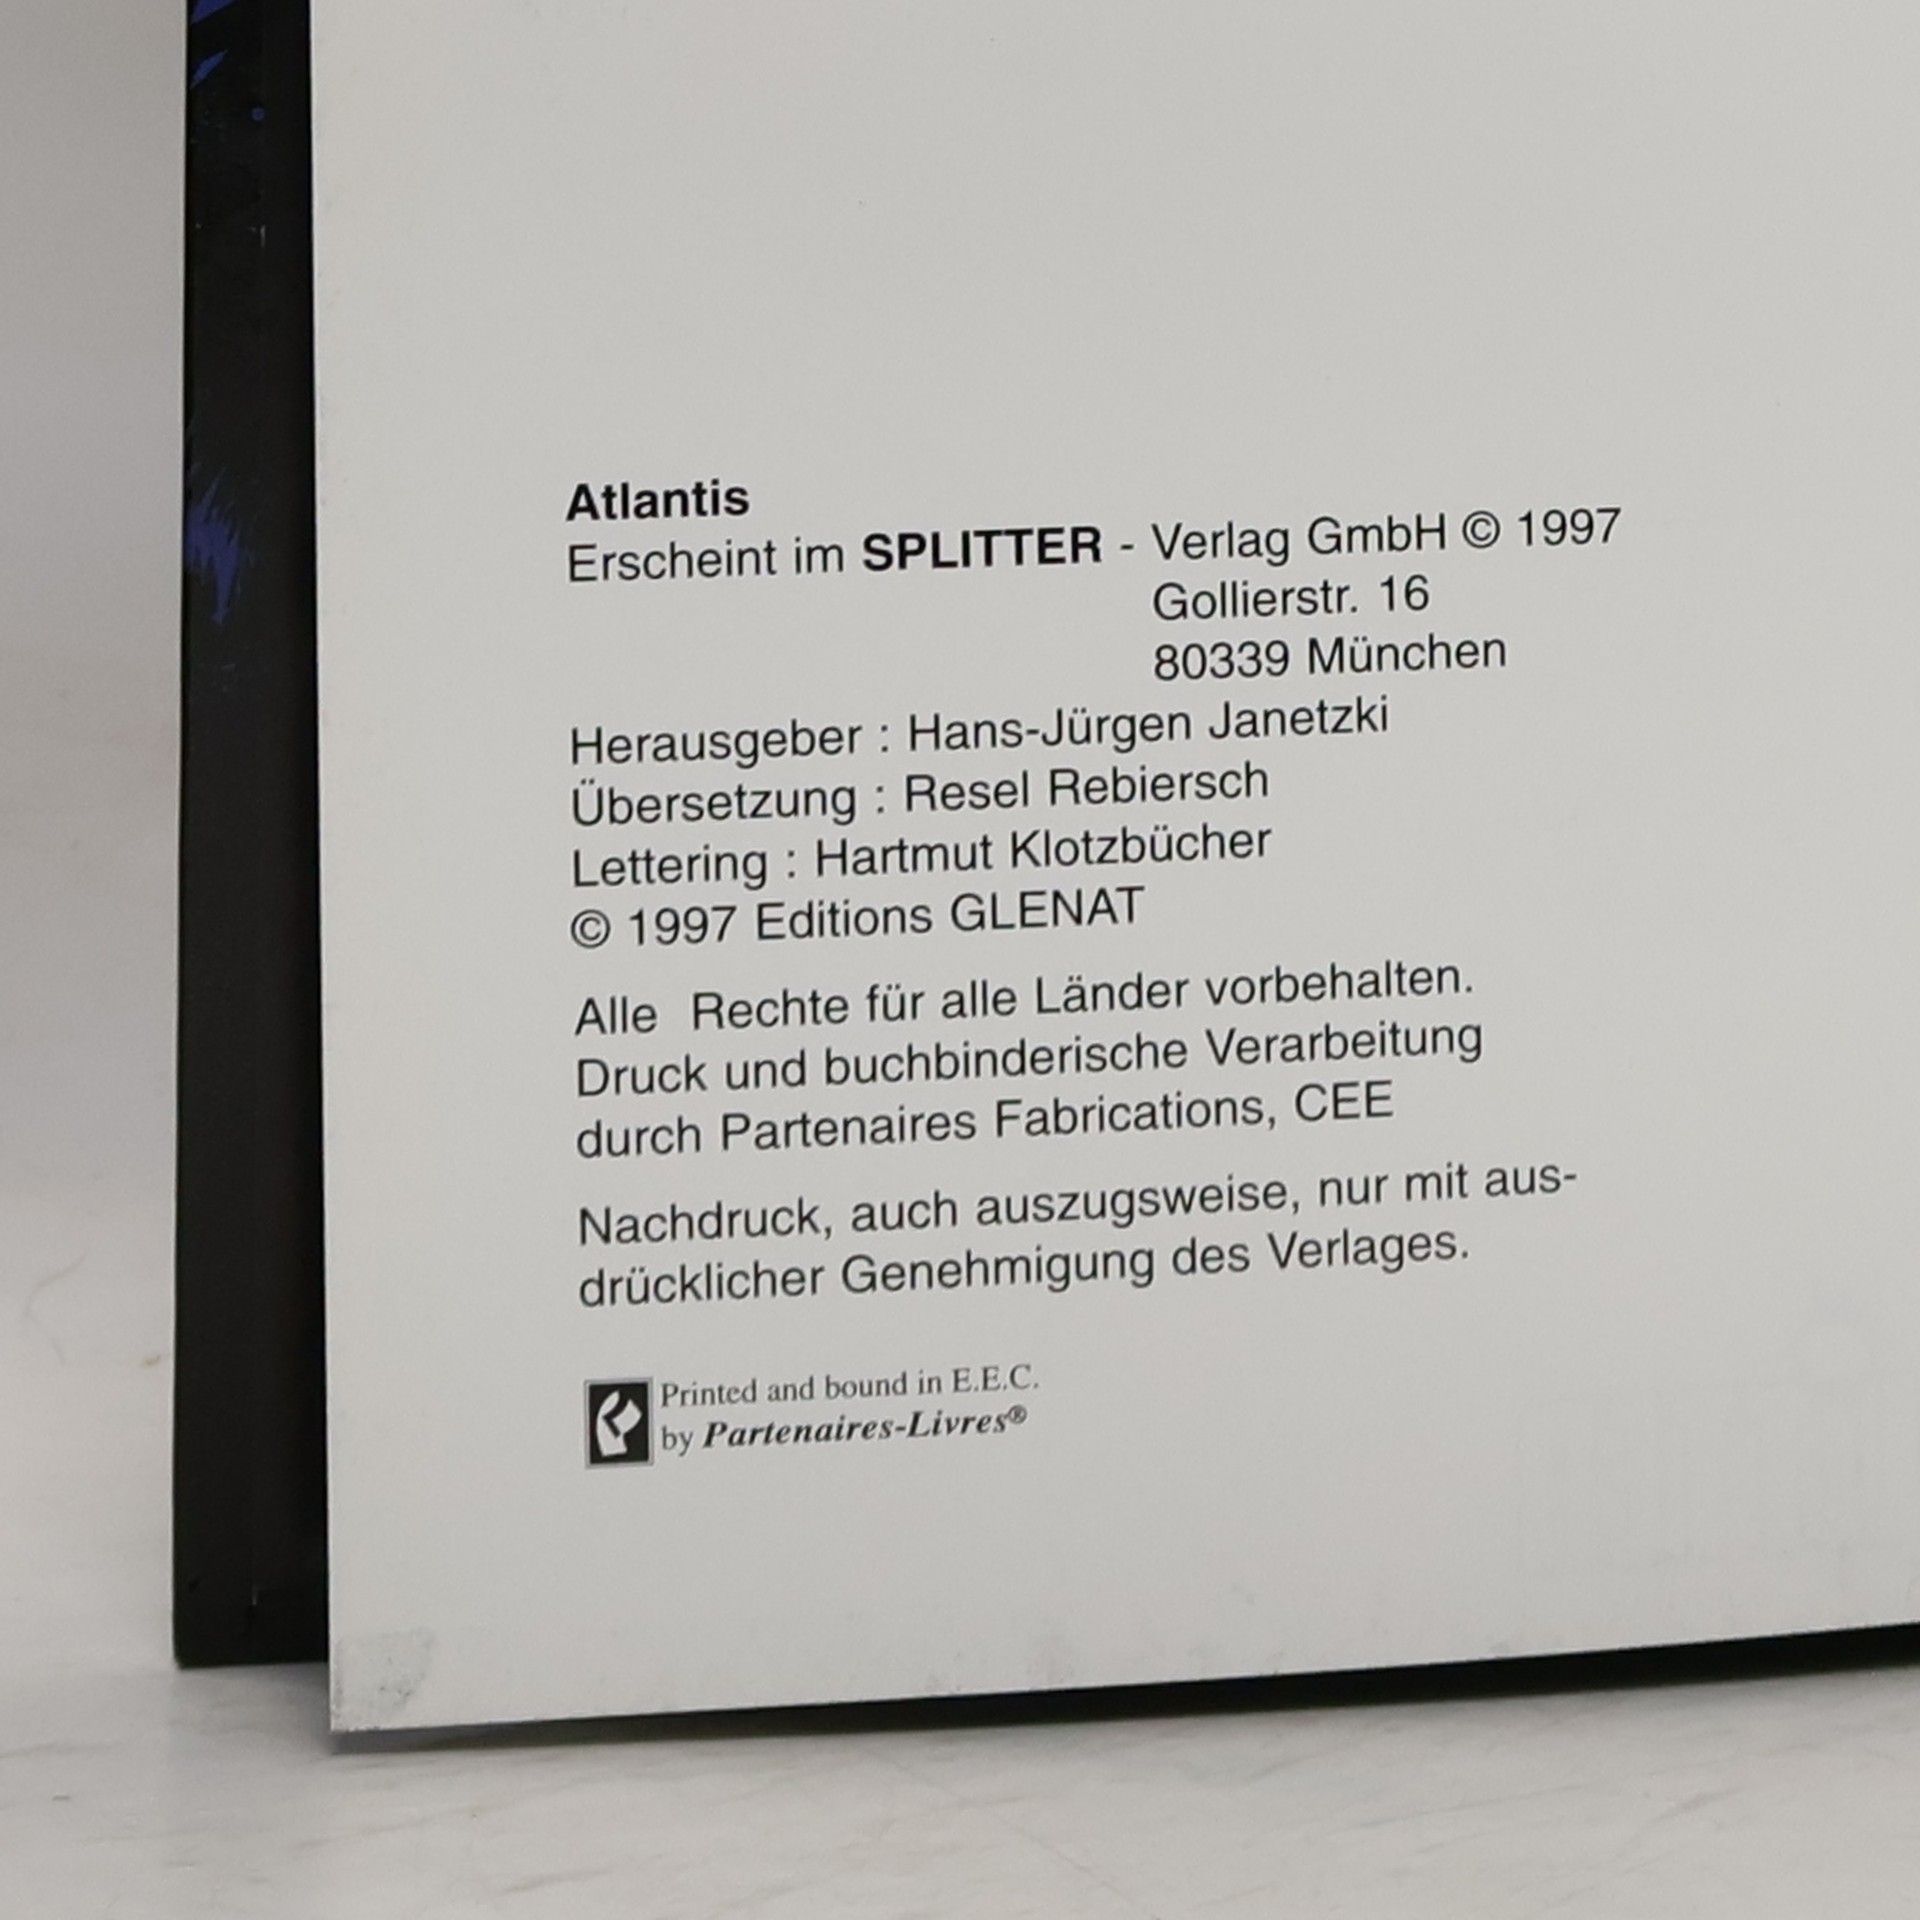 Atlantis
Erscheint im SPLITTER - Verlag GmbH © 1997
Gollierstr. 16
80339 München
Herausgeber : Hans-Jürgen Janetzki
Übersetzung : Resel Rebiersch
Lettering : Hartmut Klotzbücher
© 1997 Editions GLENAT
Alle Rechte für alle Länder vorbehalten.
Druck und buchbinderische Verarbeitung
durch Partenaires Fabrications, CEE
Nachdruck, auch auszugsweise, nur mit aus-
drücklicher Genehmigung des Verlages.
Printed and bound in E.E.C.
by Partenaires-Livres®